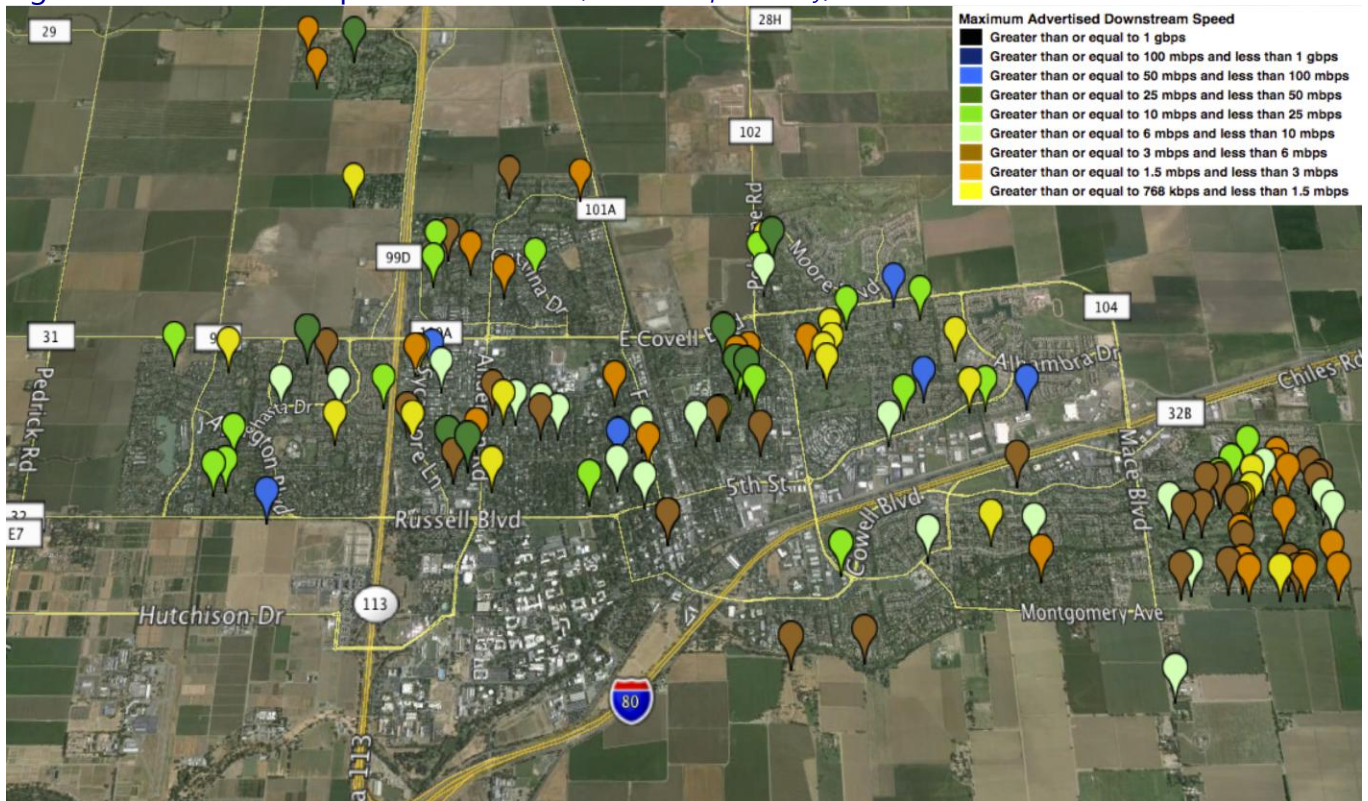 Maximum Advertised Downstream Speed
Greater than or equal to 1 gbps
Greater than or equal to 100 mbps and less than 1 gbps
Greater than or equal to 50 mbps and less than 100 mbps
Greater than or equal to 25 mbps and less than 50 mbps
Greater than or equal to 10 mbps and less than 25 mbps
Greater than or equal to 6 mbps and less than 10 mbps
Greater than or equal to 3 mbps and less than 6 mbps
Greater than or equal to 1.5 mbps and less than 3 mbps
Greater than or equal to 768 kbps and less than 1.5 mbps
29
28H
102
101A
99D
Moore Blvd
104
31
E Covell
Alhambra Dr
Chiles Rd
Pedrick Rd
32B
Mace Blvd
5th St
32
E7
Russell Blvd
Cowell Blvd
113
Hutchison Dr
Montgomery Ave
80
113